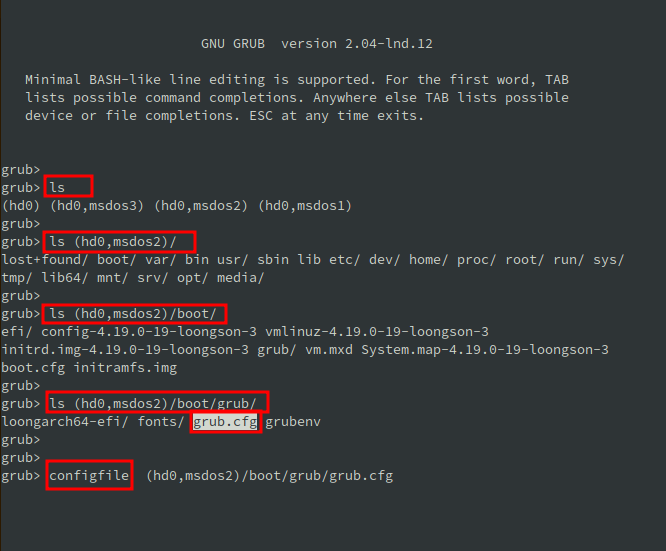 GNU GRUB version 2.04-lnd.12
Minimal BASH-like line editing is supported. For the first word, TAB
lists possible command completions. Anywhere else TAB lists possible
device or file completions. ESC at any time exits.
grub>
grub> ls
(hd0) (hd0,msdos3) (hd0,msdos2) (hd0,msdos1)
grub>
grub> ls (hd0,msdos2)/
lost+found/ boot/ var/ bin usr/ sbin lib etc/ dev/ home/ proc/ root/ run/ sys/
tmp/ lib64/ mnt/ srv/ opt/ media/
grub>
grub> ls (hd0,msdos2)/boot/
efi/ config-4.19.0-19-loongson-3 vmlinuz-4.19.0-19-loongson-3
initrd.img-4.19.0-19-loongson-3 grub/ vm.mxd System.map-4.19.0-19-loongson-3
boot.cfg initramfs.img
grub>
grub> ls (hd0,msdos2)/boot/grub/
loongarch64-efi/ fonts/ grub.cfg grubenv
grub>
grub>
grub> configfile (hd0,msdos2)/boot/grub/grub.cfg